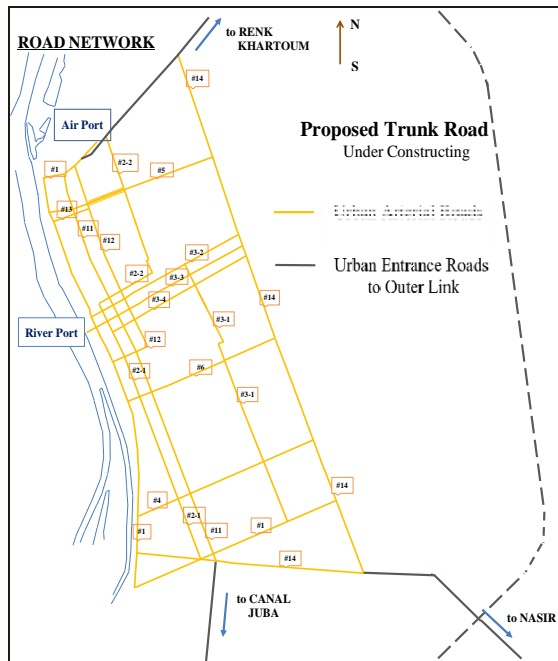 ROAD NETWORK
to RENK
KHARTOUM
N
S
#14
Air Port
Proposed Trunk Road
Under Constructing
#1
#2-2
#5
#13
#11
#12
Urban Arterial Roads
#3-2
#2-2
#3-3
Urban Entrance Roads
to Outer Link
#3-4
#14
#3-1
River Port
#12
#2-1
#6
#3-1
#14
#4
#2-1
#11
#1
#1
#14
to CANAL
JUBA
to NASIR